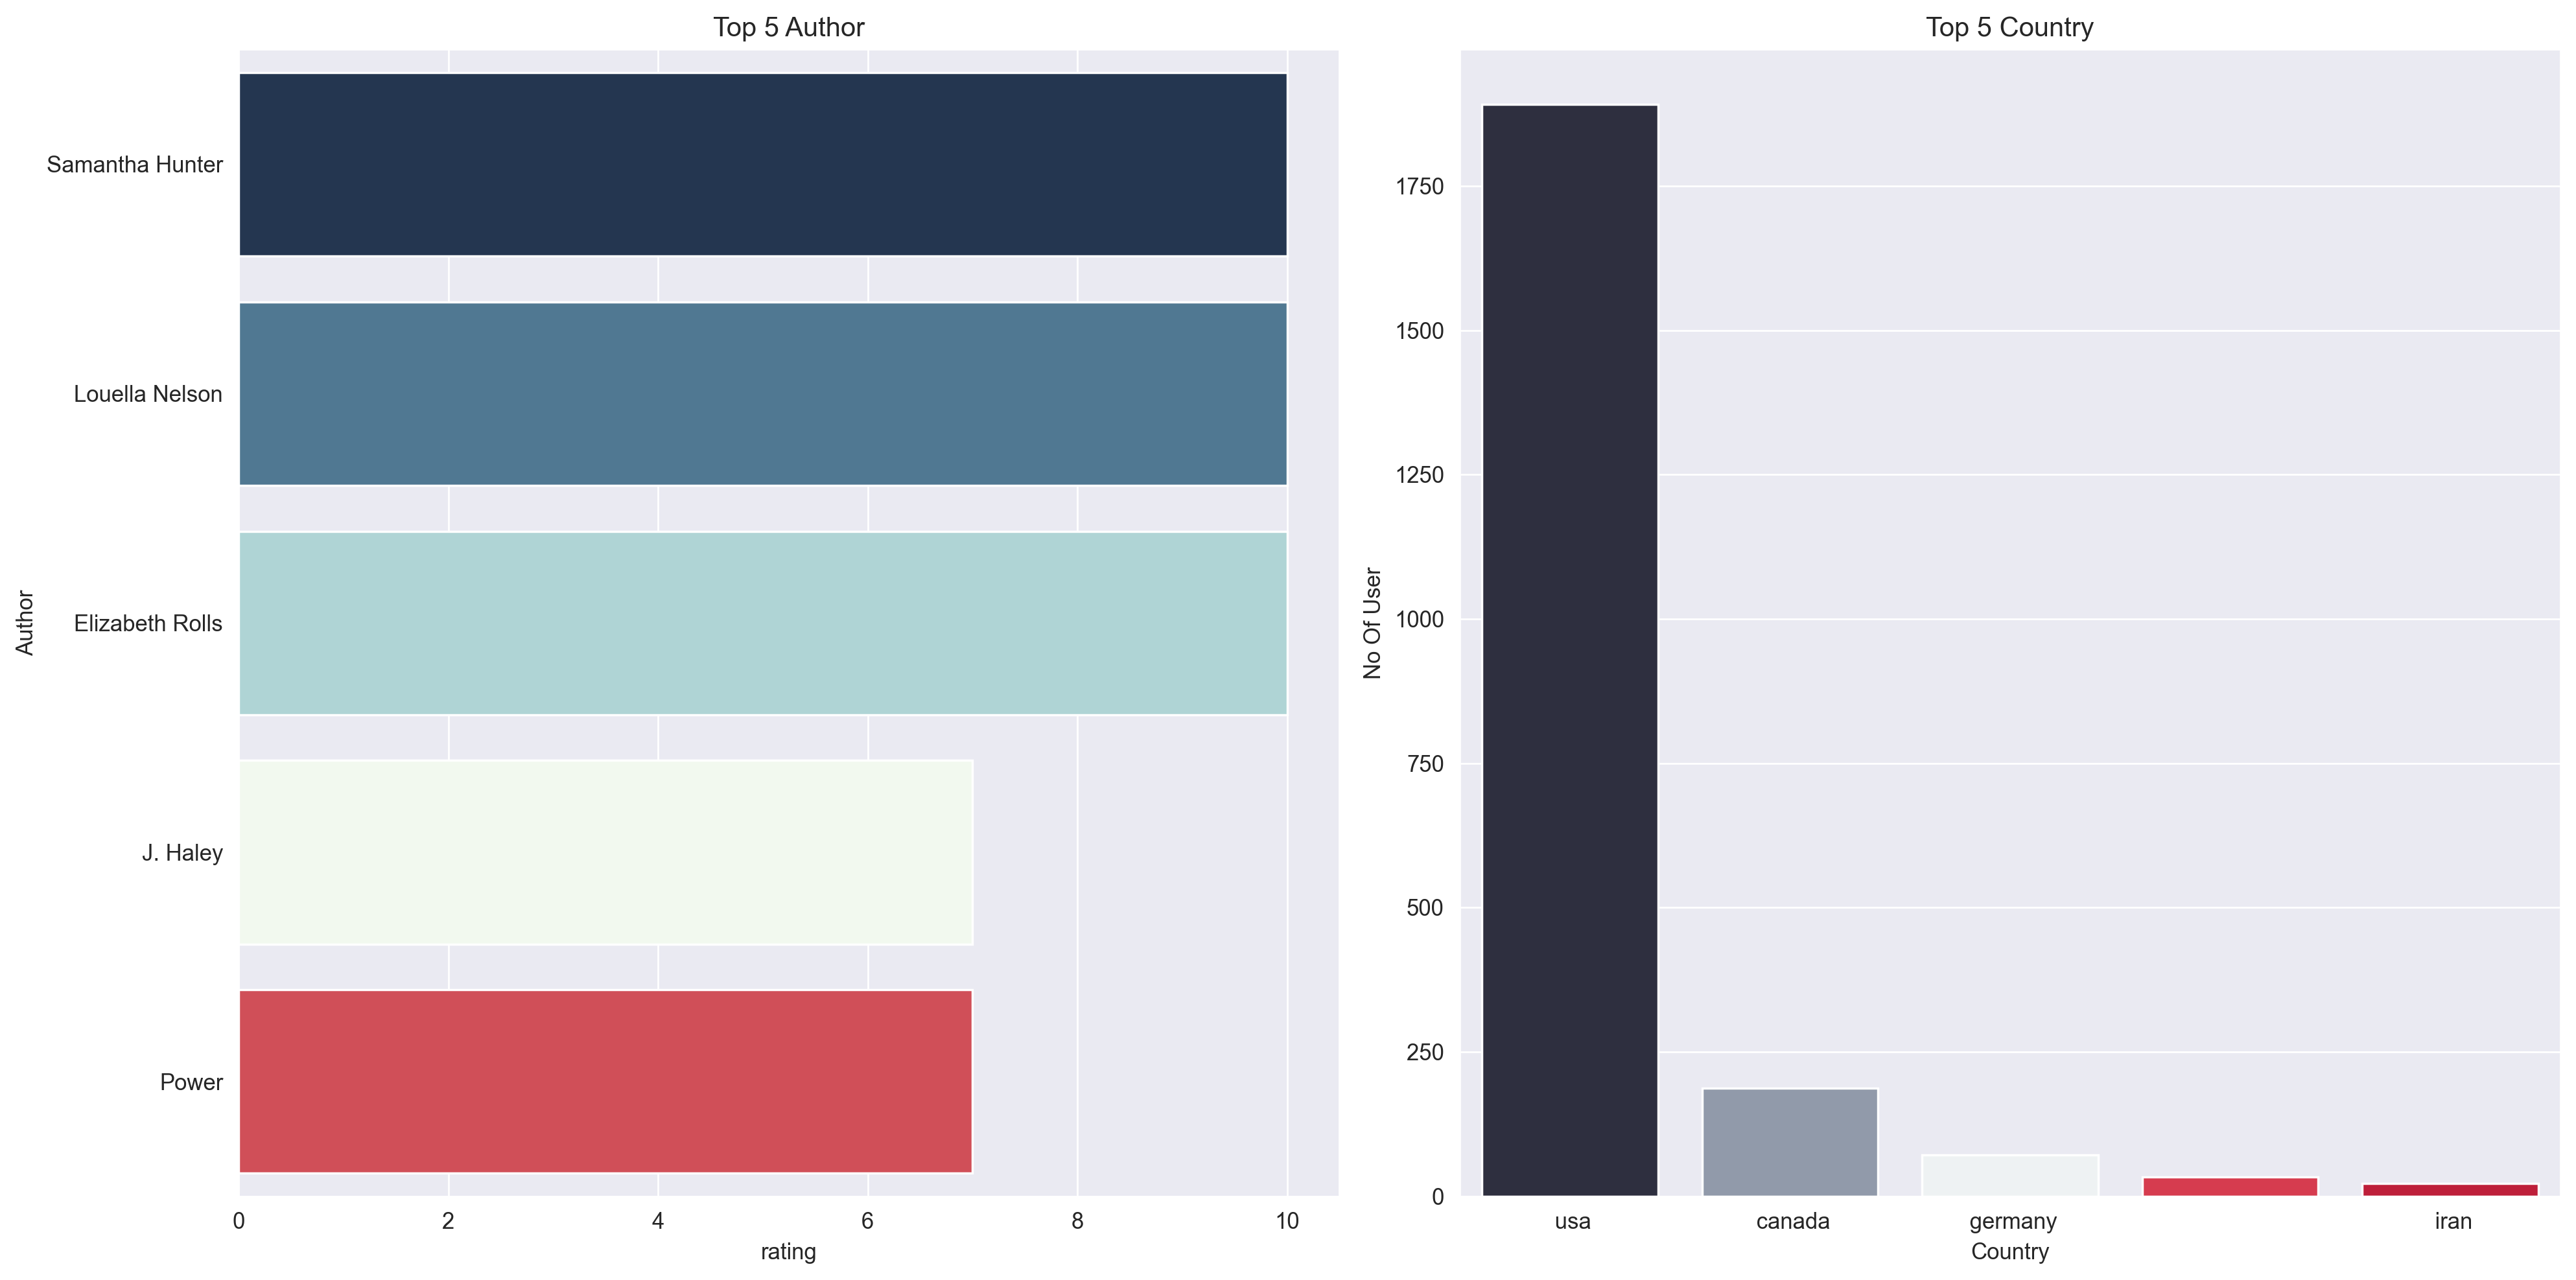 Top 5 Author
Samantha Hunter
Louella Nelson
Elizabeth Rolls
J. Haley
Power
Author
0 2 4 6 8 10
rating
Top 5 Country
1750
1500
1250
1000
750
500
250
0
No Of User
usa canada germany iran
Country